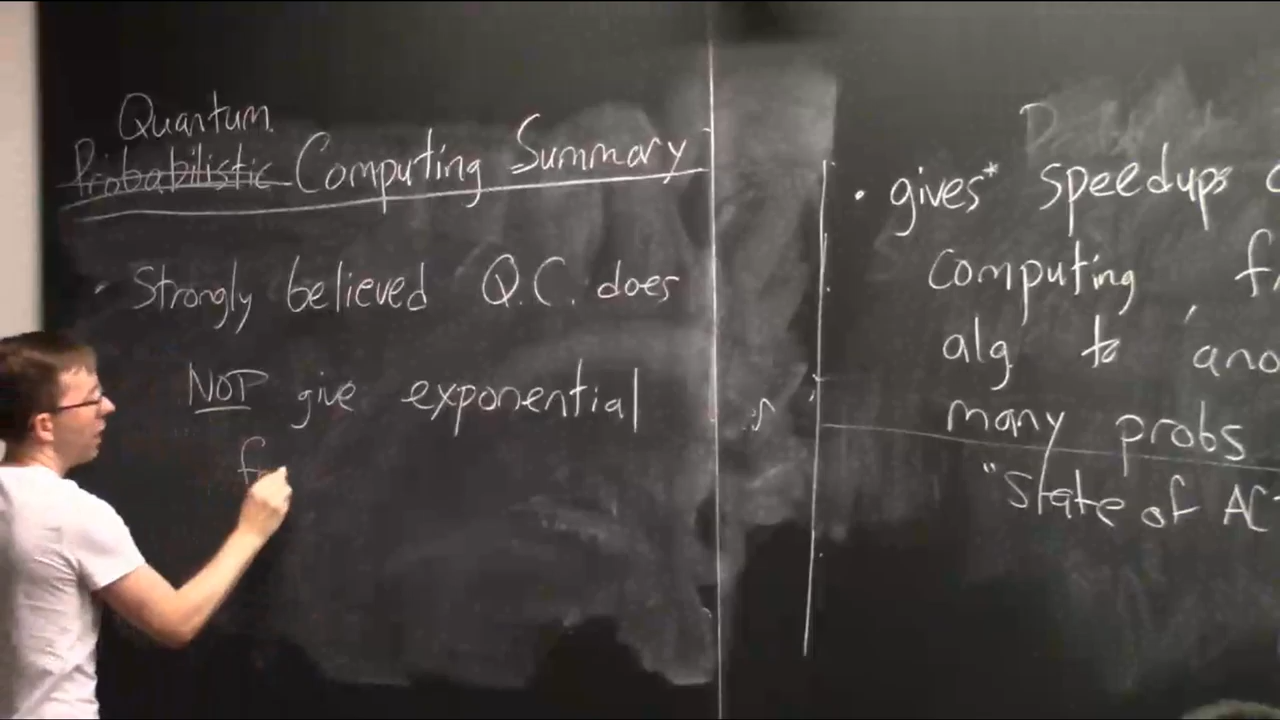 Quantum
Probabilistic Computing Summary
· Strongly believed Q.C. does
NOT give exponential
· gives* speedups
computing
alg to
many probs
"State of